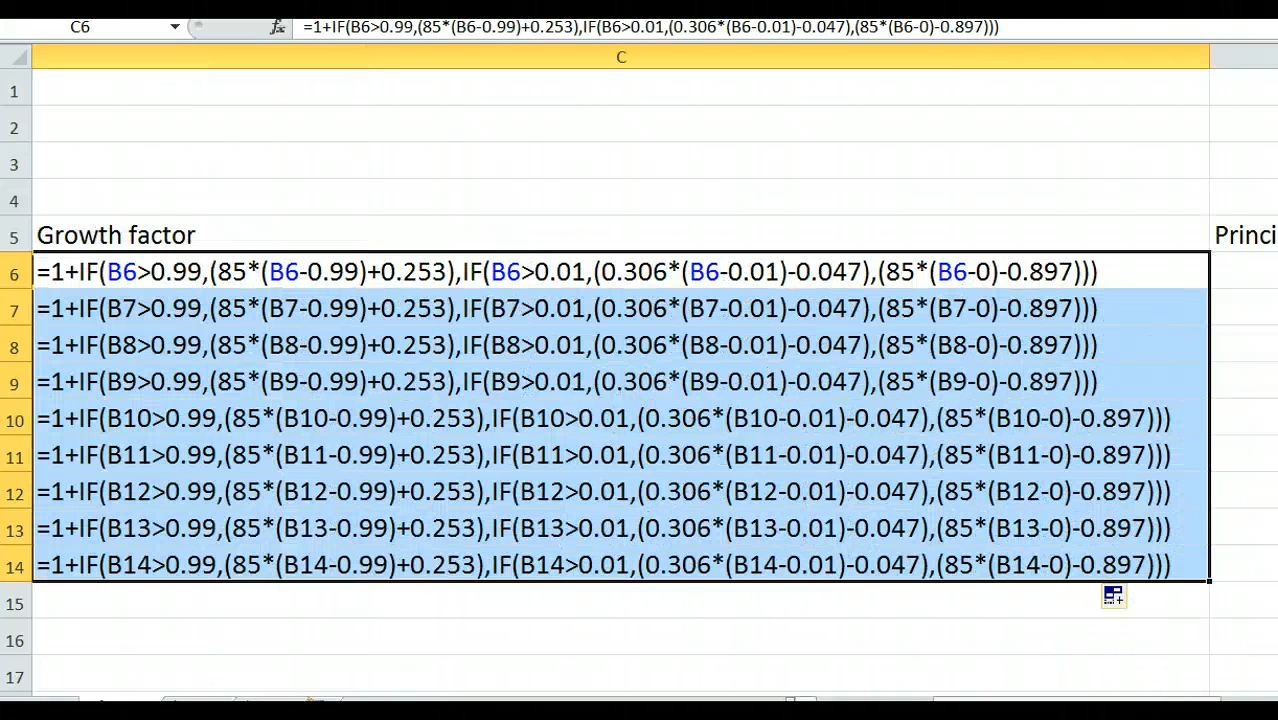 C6 fx =1+IF(B6>0.99,(85*(B6-0.99)+0.253),IF(B6>0.01,(0.306*(B6-0.01)-0.047),(85*(B6-0)-0.897)))
C
1
2
3
4
5 Growth factor Princi
6 =1+IF(B6>0.99,(85*(B6-0.99)+0.253),IF(B6>0.01,(0.306*(B6-0.01)-0.047),(85*(B6-0)-0.897)))
7 =1+IF(B7>0.99,(85*(B7-0.99)+0.253),IF(B7>0.01,(0.306*(B7-0.01)-0.047),(85*(B7-0)-0.897)))
8 =1+IF(B8>0.99,(85*(B8-0.99)+0.253),IF(B8>0.01,(0.306*(B8-0.01)-0.047),(85*(B8-0)-0.897)))
9 =1+IF(B9>0.99,(85*(B9-0.99)+0.253),IF(B9>0.01,(0.306*(B9-0.01)-0.047),(85*(B9-0)-0.897)))
10 =1+IF(B10>0.99,(85*(B10-0.99)+0.253),IF(B10>0.01,(0.306*(B10-0.01)-0.047),(85*(B10-0)-0.897)))
11 =1+IF(B11>0.99,(85*(B11-0.99)+0.253),IF(B11>0.01,(0.306*(B11-0.01)-0.047),(85*(B11-0)-0.897)))
12 =1+IF(B12>0.99,(85*(B12-0.99)+0.253),IF(B12>0.01,(0.306*(B12-0.01)-0.047),(85*(B12-0)-0.897)))
13 =1+IF(B13>0.99,(85*(B13-0.99)+0.253),IF(B13>0.01,(0.306*(B13-0.01)-0.047),(85*(B13-0)-0.897)))
14 =1+IF(B14>0.99,(85*(B14-0.99)+0.253),IF(B14>0.01,(0.306*(B14-0.01)-0.047),(85*(B14-0)-0.897)))
15
16
17